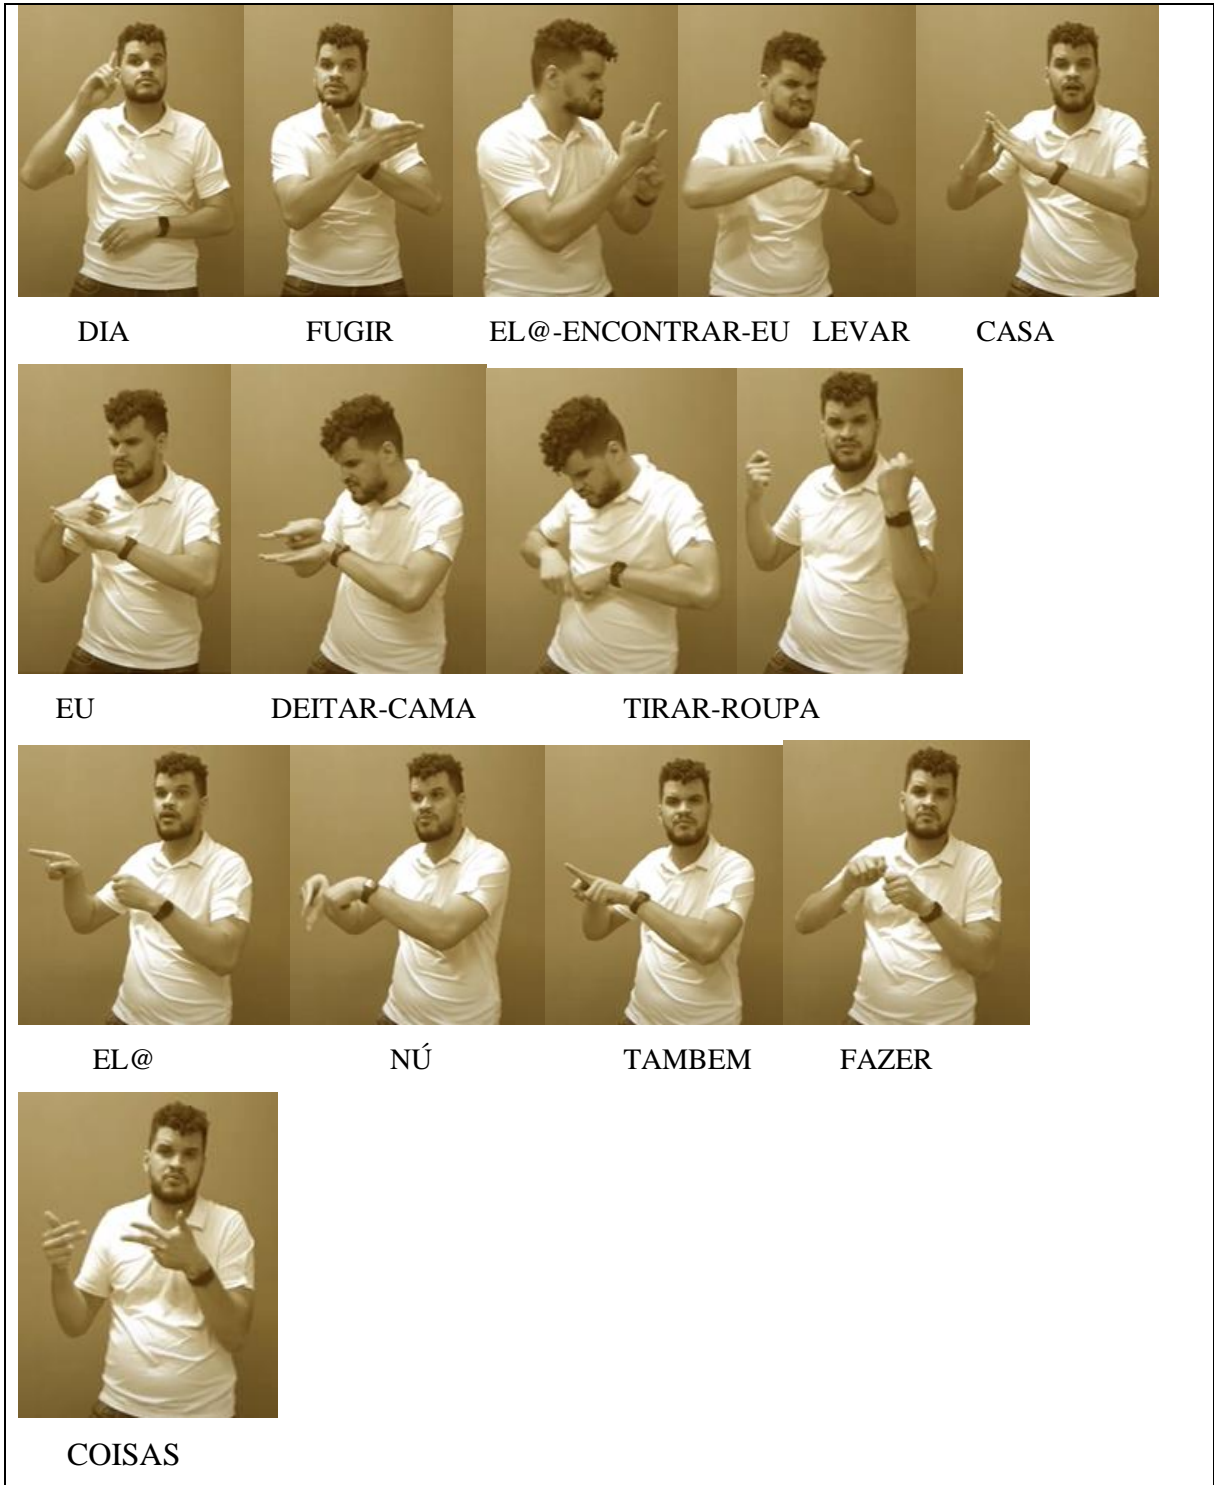 DIA FUGIR EL@-ENCONTRAR-EU LEVAR CASA
EU DEITAR-CAMA TIRAR-ROUPA
EL@ NÚ TAMBEM FAZER
COISAS